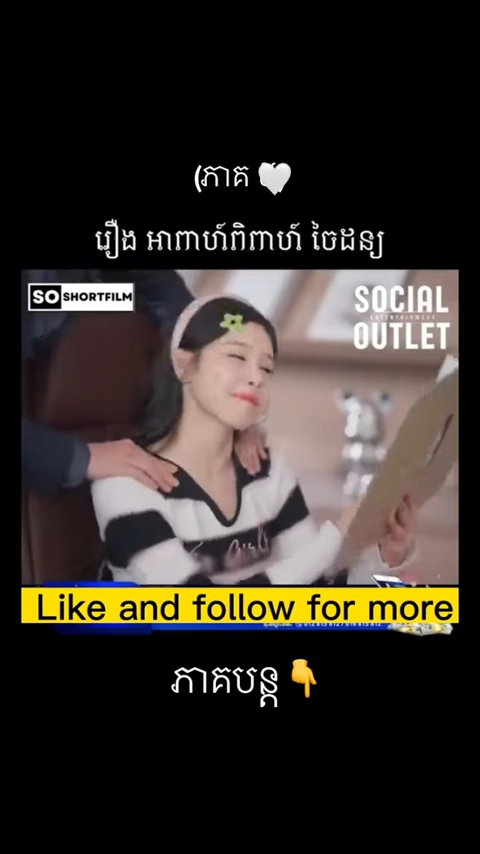 (ភាគ 🤍
រឿង អាពាហ៍ពិពាហ៍ ចៃដន្យ
SO SHORTFILM
SOCIAL
ENTERTAINMENT
OUTLET
Like and follow for more
ភាគបន្ត👇